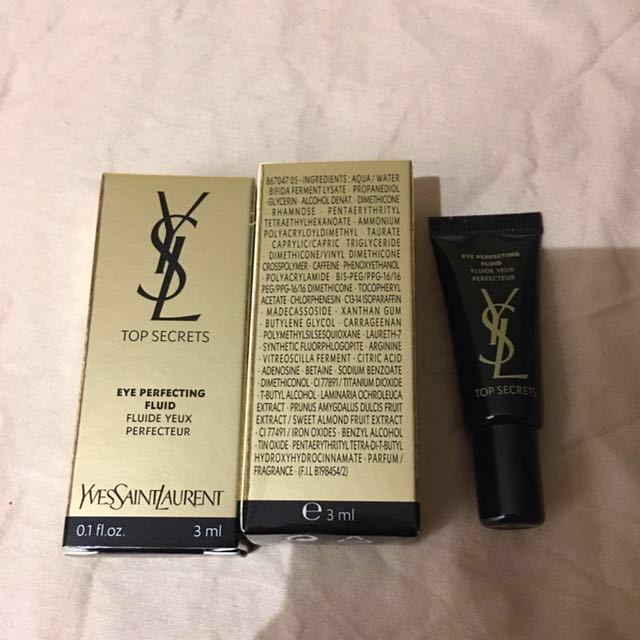 YSL
TOP SECRETS
EYE PERFECTING
FLUID
FLUIDE YEUX
PERFECTEUR
YVESSAINTLAURENT
0.1 fl.oz. 3 ml
B67047 05 - INGREDIENTS : AQUA / WATER
· BIFIDA FERMENT LYSATE · PROPANEDIOL
· GLYCERIN · ALCOHOL DENAT. · DIMETHICONE
· RHAMNOSE · PENTAERYTHRITYL
TETRAETHYLHEXANOATE · AMMONIUM
POLYACRYLOYLDIMETHYL TAURATE
· CAPRYLIC/CAPRIC TRIGLYCERIDE
· DIMETHICONE/VINYL DIMETHICONE
CROSSPOLYMER · CAFFEINE · PHENOXYETHANOL
· POLYACRYLAMIDE · BIS-PEG/PPG-16/16
PEG/PPG-16/16 DIMETHICONE · TOCOPHERYL
ACETATE · CHLORPHENESIN · C13-14 ISOPARAFFIN
· MADECASSOSIDE · XANTHAN GUM
· BUTYLENE GLYCOL · CARRAGEENAN
· POLYMETHYLSILSESQUIOXANE · LAURETH-7
· SYNTHETIC FLUORPHLOGOPITE · ARGININE
· VITREOSCILLA FERMENT · CITRIC ACID
· ADENOSINE · BETAINE · SODIUM BENZOATE
· DIMETHICONOL · CI 77891 / TITANIUM DIOXIDE
· T-BUTYL ALCOHOL · LAMINARIA OCHROLEUCA
EXTRACT · PRUNUS AMYGDALUS DULCIS FRUIT
EXTRACT / SWEET ALMOND FRUIT EXTRACT
· CI 77491 / IRON OXIDES · BENZYL ALCOHOL
· TIN OXIDE · PENTAERYTHRITYL TETRA-DI-T-BUTYL
HYDROXYHYDROCINNAMATE · PARFUM /
FRAGRANCE · (F.I.L B198454/2)
e 3 ml
EYE PERFECTING
FLUID
FLUIDE YEUX
PERFECTEUR
YSL
TOP SECRETS